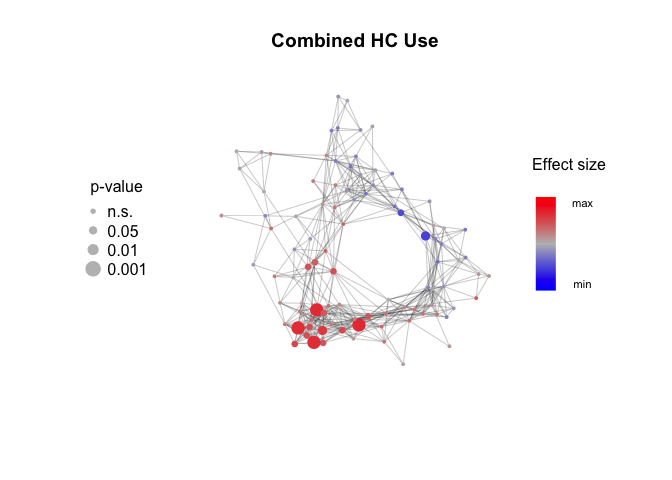 Combined HC Use
p-value
n.s.
0.05
0.01
0.001
Effect size
max
min